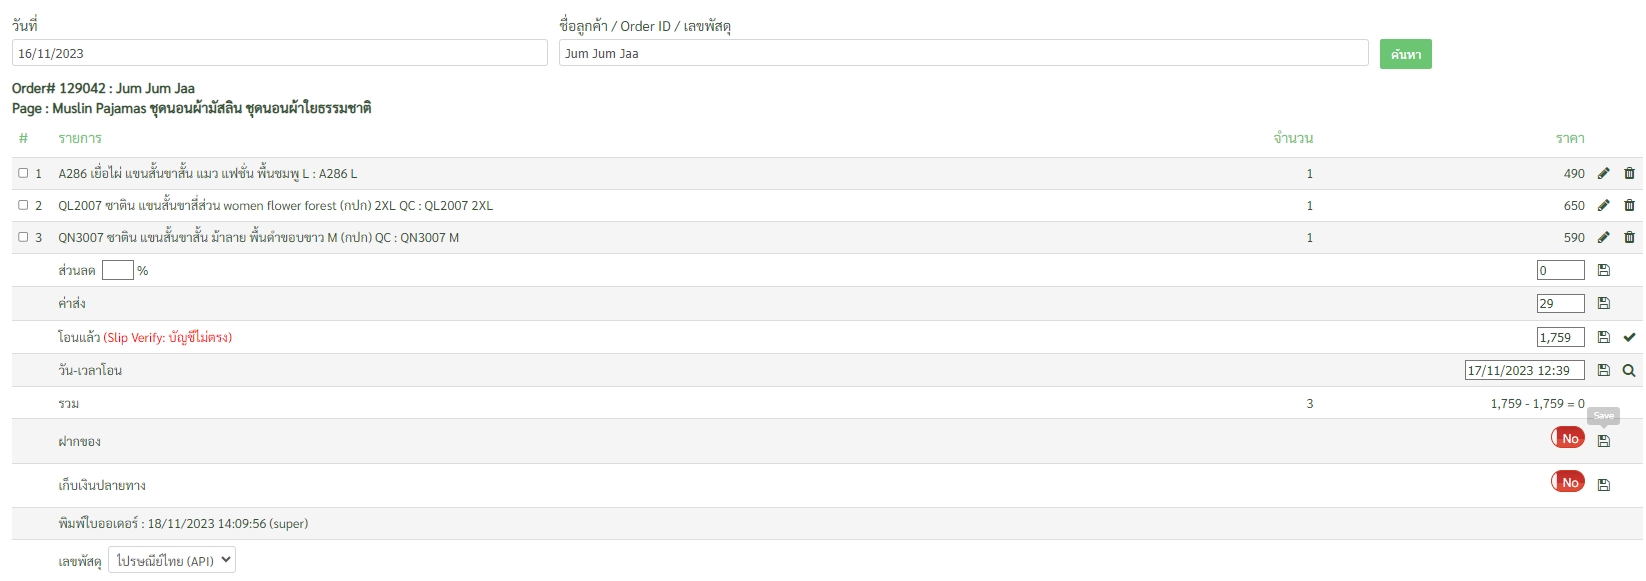 วันที่
ชื่อลูกค้า / Order ID / เลขพัสดุ
16/11/2023
Jum Jum Jaa
ค้นหา
Order# 129042 : Jum Jum Jaa
Page : Muslin Pajamas ชุดนอนผ้ามัสลิน ชุดนอนผ้าใยธรรมชาติ
# รายการ จำนวน ราคา
1 A286 เยื่อไผ่ แขนสั้นขาสั้น แมว แฟชั่น พื้นชมพู L : A286 L 1 490
2 QL2007 ซาติน แขนสั้นขาสี่ส่วน women flower forest (กปก) 2XL QC : QL2007 2XL 1 650
3 QN3007 ซาติน แขนสั้นขาสั้น ม้าลาย พื้นดำขอบขาว M (กปก) QC : QN3007 M 1 590
ส่วนลด % 0
ค่าส่ง 29
โอนแล้ว (Slip Verify: บัญชีไม่ตรง) 1,759
วัน-เวลาโอน 17/11/2023 12:39
รวม 3 1,759 - 1,759 = 0
Save
ฝากของ No
เก็บเงินปลายทาง No
พิมพ์ใบออเดอร์ : 18/11/2023 14:09:56 (super)
เลขพัสดุ ไปรษณีย์ไทย (API)